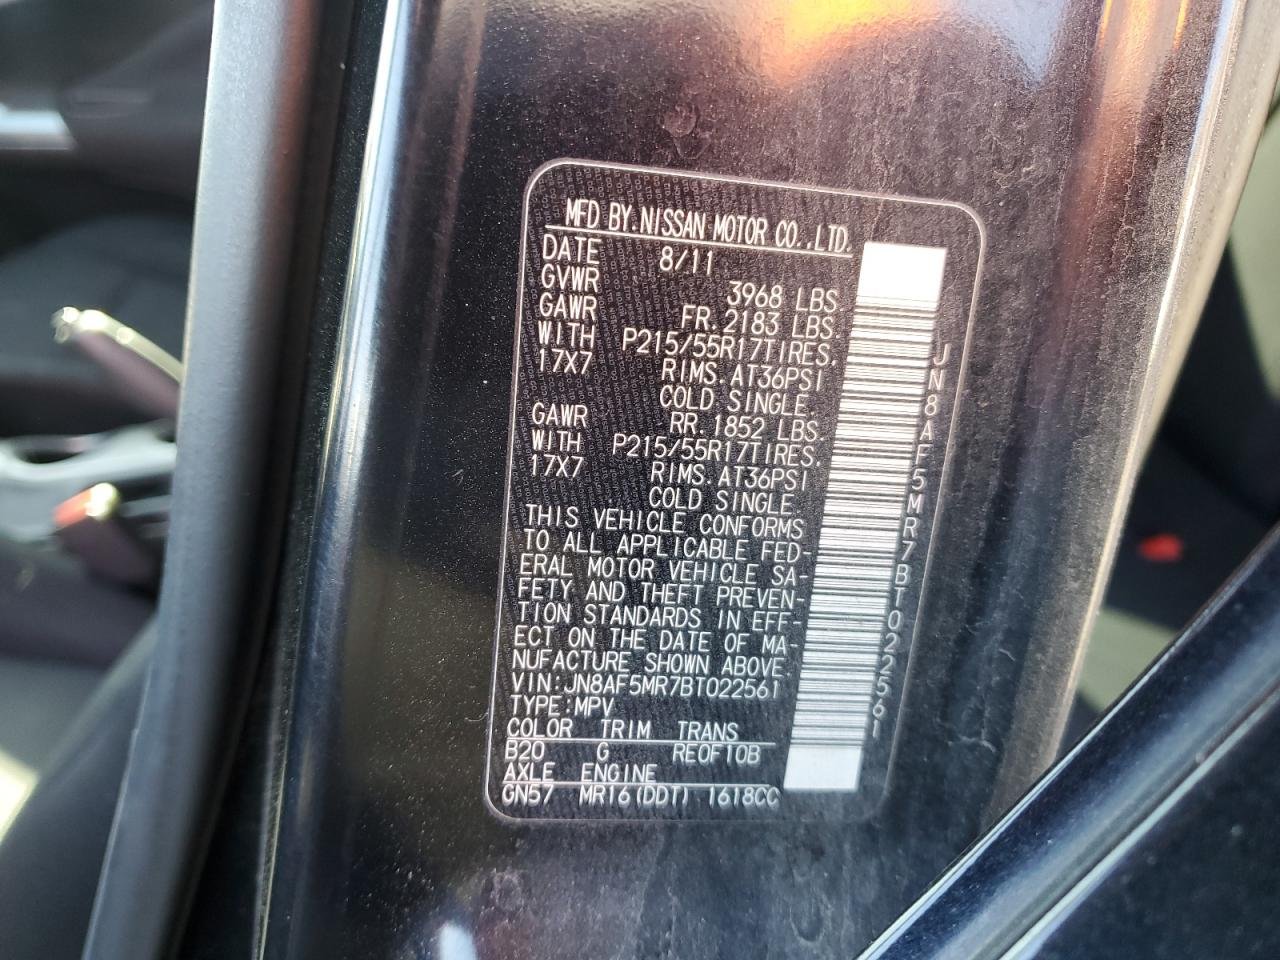 MFD BY.NISSAN MOTOR CO.,LTD.
DATE 8/11
GVWR 3968 LBS.
GAWR FR.2183 LBS.
WITH P215/55R17TIRES,
17X7 RIMS.AT36PSI
COLD SINGLE.
GAWR RR.1852 LBS.
WITH P215/55R17TIRES,
17X7 RIMS.AT36PSI
COLD SINGLE.
THIS VEHICLE CONFORMS
TO ALL APPLICABLE FED-
ERAL MOTOR VEHICLE SA-
FETY AND THEFT PREVEN-
TION STANDARDS IN EFF-
ECT ON THE DATE OF MA-
NUFACTURE SHOWN ABOVE
VIN:JN8AF5MR7BT022561
TYPE:MPV
COLOR TRIM TRANS
B20 G RE0F10B
AXLE ENGINE
GN57 MR16(DDT) 1618CC
JN8AF5MR7BT022561